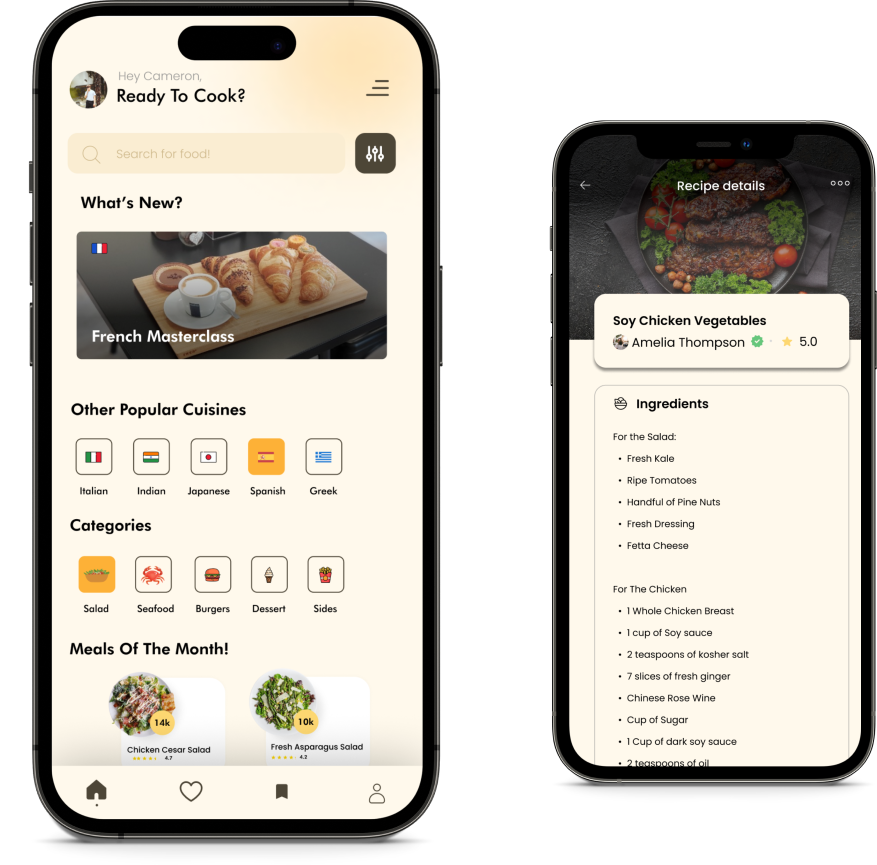 Hey Cameron,
Ready To Cook?
Search for food!
What's New?
French Masterclass
Other Popular Cuisines
Italian Indian Japanese Spanish Greek
Categories
Salad Seafood Burgers Dessert Sides
Meals Of The Month!
14k 10k
Chicken Cesar Salad Fresh Asparagus Salad
4.7 4.2
Recipe details
Soy Chicken Vegetables
Amelia Thompson 5.0
Ingredients
For the Salad:
• Fresh Kale
• Ripe Tomatoes
• Handful of Pine Nuts
• Fresh Dressing
• Fetta Cheese
For The Chicken
• 1 Whole Chicken Breast
• 1 cup of Soy sauce
• 2 teaspoons of kosher salt
• 7 slices of fresh ginger
• Chinese Rose Wine
• Cup of Sugar
• 1 Cup of dark soy sauce
• 2 teaspoons of oil